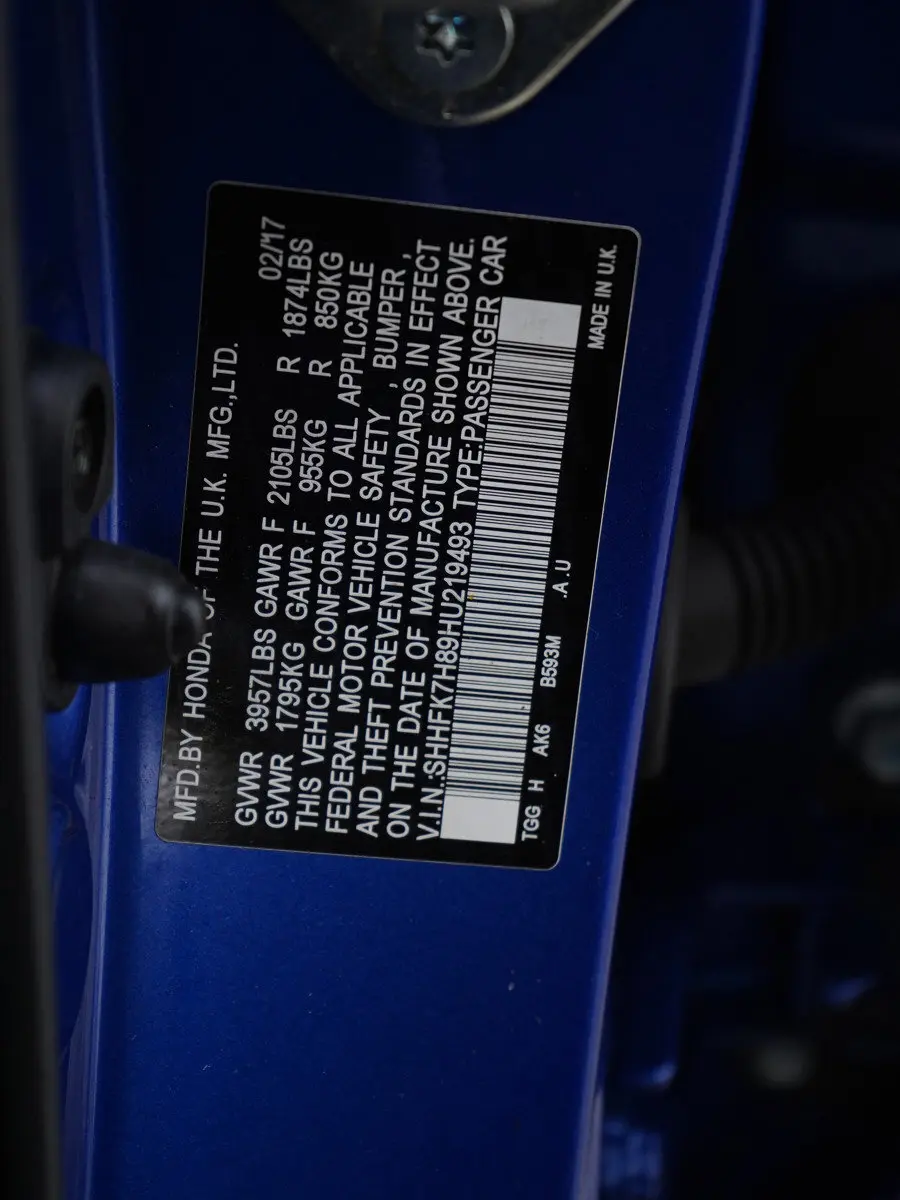 MFD.BY HONDA OF THE U.K. MFG.,LTD. 02/17
GVWR 3957LBS GAWR F 2105LBS R 1874LBS
GVWR 1795KG GAWR F 955KG R 850KG
THIS VEHICLE CONFORMS TO ALL APPLICABLE
FEDERAL MOTOR VEHICLE SAFETY , BUMPER ,
AND THEFT PREVENTION STANDARDS IN EFFECT
ON THE DATE OF MANUFACTURE SHOWN ABOVE.
V.I.N.:SHHFK7H89HU219493 TYPE:PASSENGER CAR
TGG H AK6 B593M .A.U MADE IN U.K.